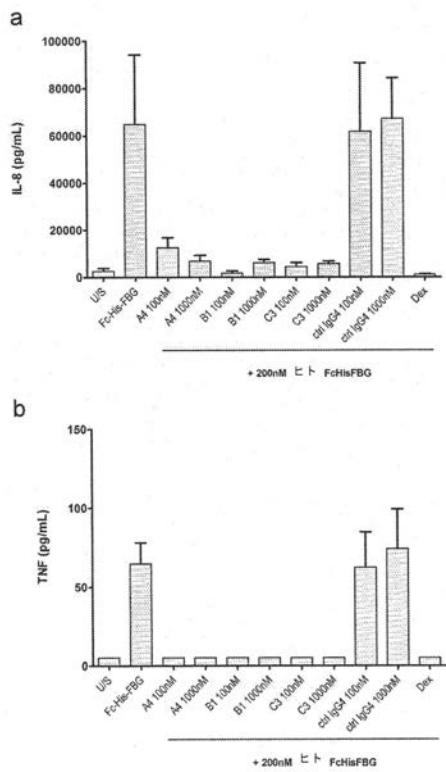 a
100000
80000
60000
40000
20000
0
IL-8 (pg/mL)
U/S
Fc-His-FBG
A4 100nM
A4 1000nM
B1 100nM
B1 1000nM
C3 100nM
C3 1000nM
ctrl IgG4 100nM
ctrl IgG4 1000nM
Dex
+ 200nM ヒト FcHisFBG
b
150
100
50
0
TNF (pg/mL)
U/S
Fc-His-FBG
A4 100nM
A4 1000nM
B1 100nM
B1 1000nM
C3 100nM
C3 1000nM
ctrl IgG4 100nM
ctrl IgG4 1000nM
Dex
+ 200nM ヒト FcHisFBG